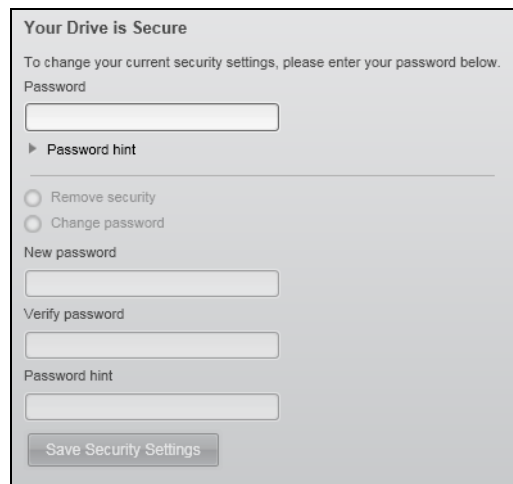 Your Drive is Secure
To change your current security settings, please enter your password below.
Password
Password hint
Remove security
Change password
New password
Verify password
Password hint
Save Security Settings